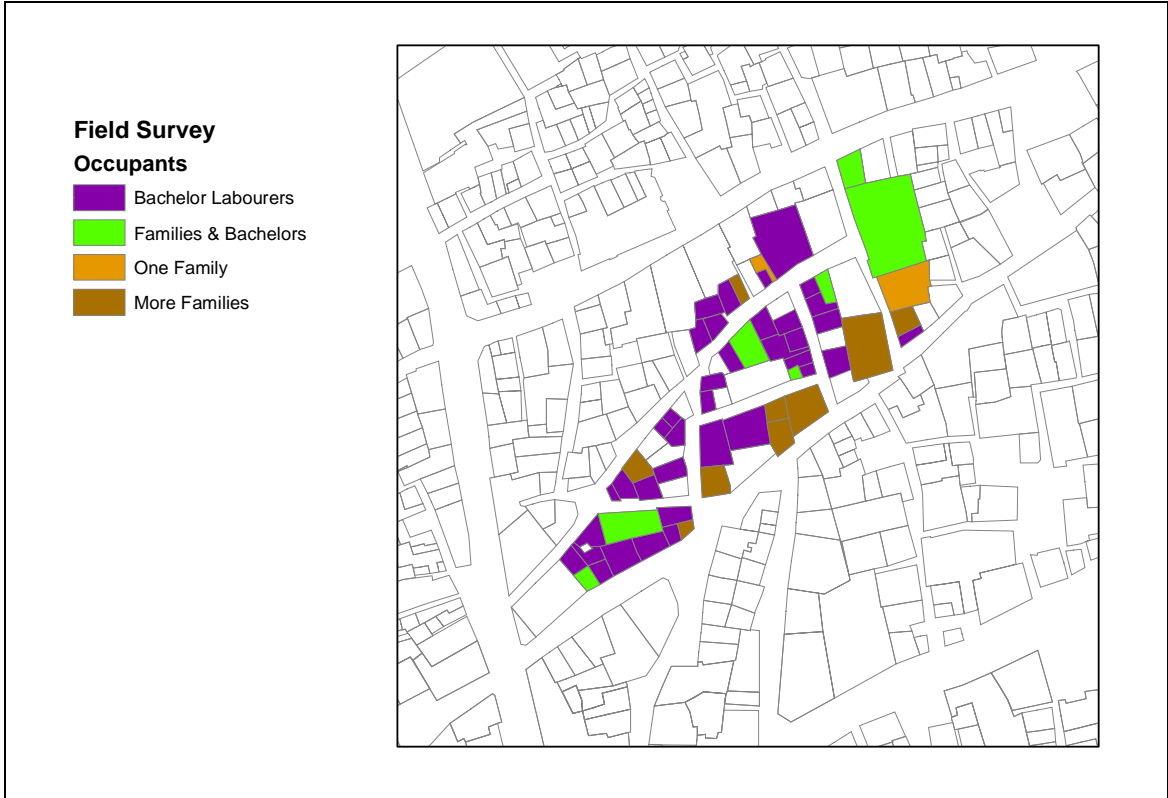 Field Survey
Occupants
Bachelor Labourers
Families & Bachelors
One Family
More Families